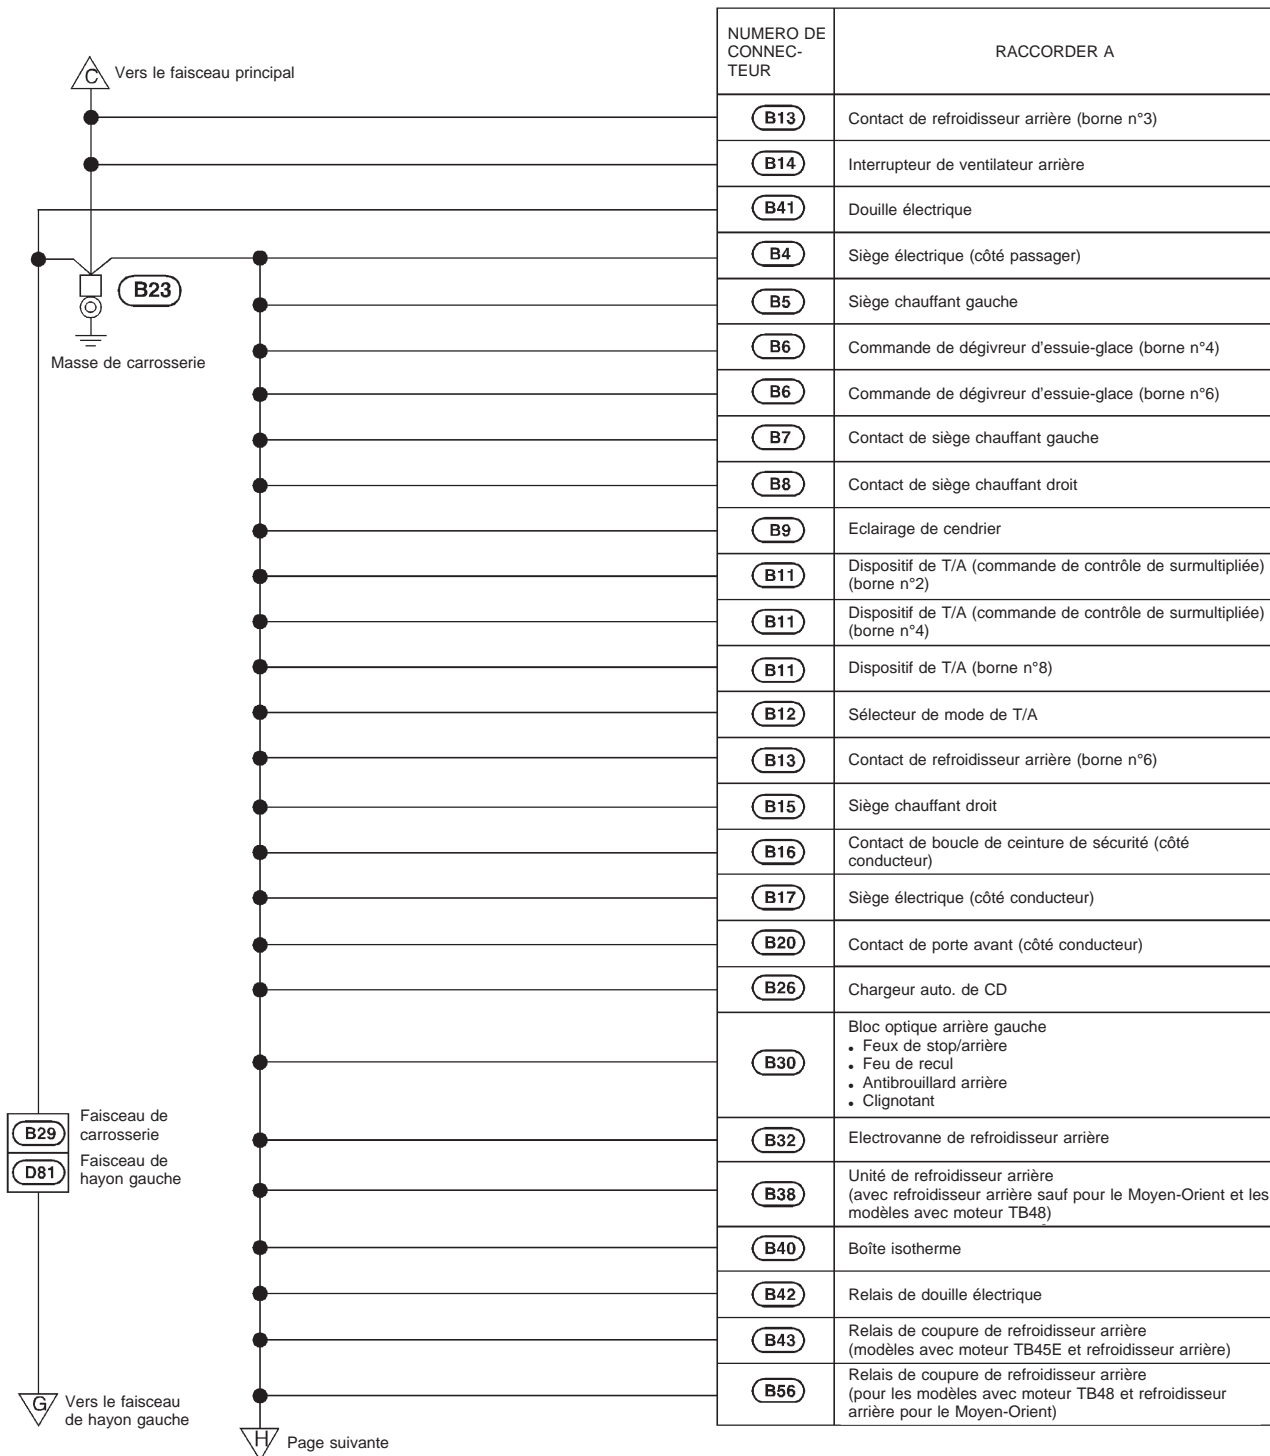 NUMERO DE
CONNEC-
TEUR
RACCORDER A
C
Vers le faisceau principal
B13
Contact de refroidisseur arrière (borne n°3)
B14
Interrupteur de ventilateur arrière
B41
Douille électrique
B4
Siège électrique (côté passager)
B23
Masse de carrosserie
B5
Siège chauffant gauche
B6
Commande de dégivreur d'essuie-glace (borne n°4)
B6
Commande de dégivreur d'essuie-glace (borne n°6)
B7
Contact de siège chauffant gauche
B8
Contact de siège chauffant droit
B9
Eclairage de cendrier
B11
Dispositif de T/A (commande de contrôle de surmultipliée)
(borne n°2)
B11
Dispositif de T/A (commande de contrôle de surmultipliée)
(borne n°4)
B11
Dispositif de T/A (borne n°8)
B12
Sélecteur de mode de T/A
B13
Contact de refroidisseur arrière (borne n°6)
B15
Siège chauffant droit
B16
Contact de boucle de ceinture de sécurité (côté
conducteur)
B17
Siège électrique (côté conducteur)
B20
Contact de porte avant (côté conducteur)
B26
Chargeur auto. de CD
B30
Bloc optique arrière gauche
• Feux de stop/arrière
• Feu de recul
• Antibrouillard arrière
• Clignotant
B29
Faisceau de
carrosserie
D81
Faisceau de
hayon gauche
B32
Electrovanne de refroidisseur arrière
B38
Unité de refroidisseur arrière
(avec refroidisseur arrière sauf pour le Moyen-Orient et les
modèles avec moteur TB48)
B40
Boîte isotherme
B42
Relais de douille électrique
B43
Relais de coupure de refroidisseur arrière
(modèles avec moteur TB45E et refroidisseur arrière)
B56
Relais de coupure de refroidisseur arrière
(pour les modèles avec moteur TB48 et refroidisseur
arrière pour le Moyen-Orient)
G
Vers le faisceau
de hayon gauche
H
Page suivante